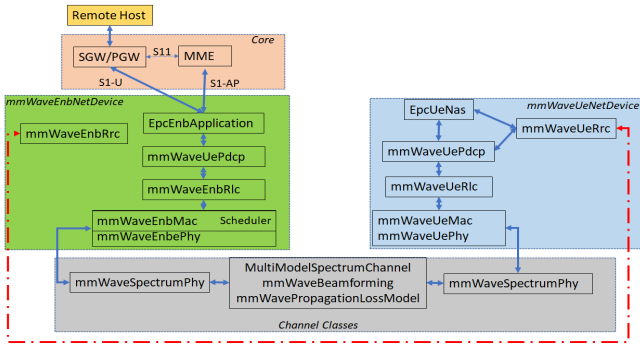 Remote Host
Core
SGW/PGW
S11
MME
S1-U
S1-AP
mmWaveEnbNetDevice
mmWaveEnbRrc
EpcEnbApplication
mmWaveUePdcp
mmWaveEnbRlc
mmWaveEnbMac Scheduler
mmWaveEnbePhy
mmWaveUeNetDevice
EpcUeNas
mmWaveUeRrc
mmWaveUePdcp
mmWaveUeRlc
mmWaveUeMac
mmWaveUePhy
mmWaveSpectrumPhy
MultiModelSpectrumChannel
mmWaveBeamforming
mmWavePropagationLossModel
mmWaveSpectrumPhy
Channel Classes